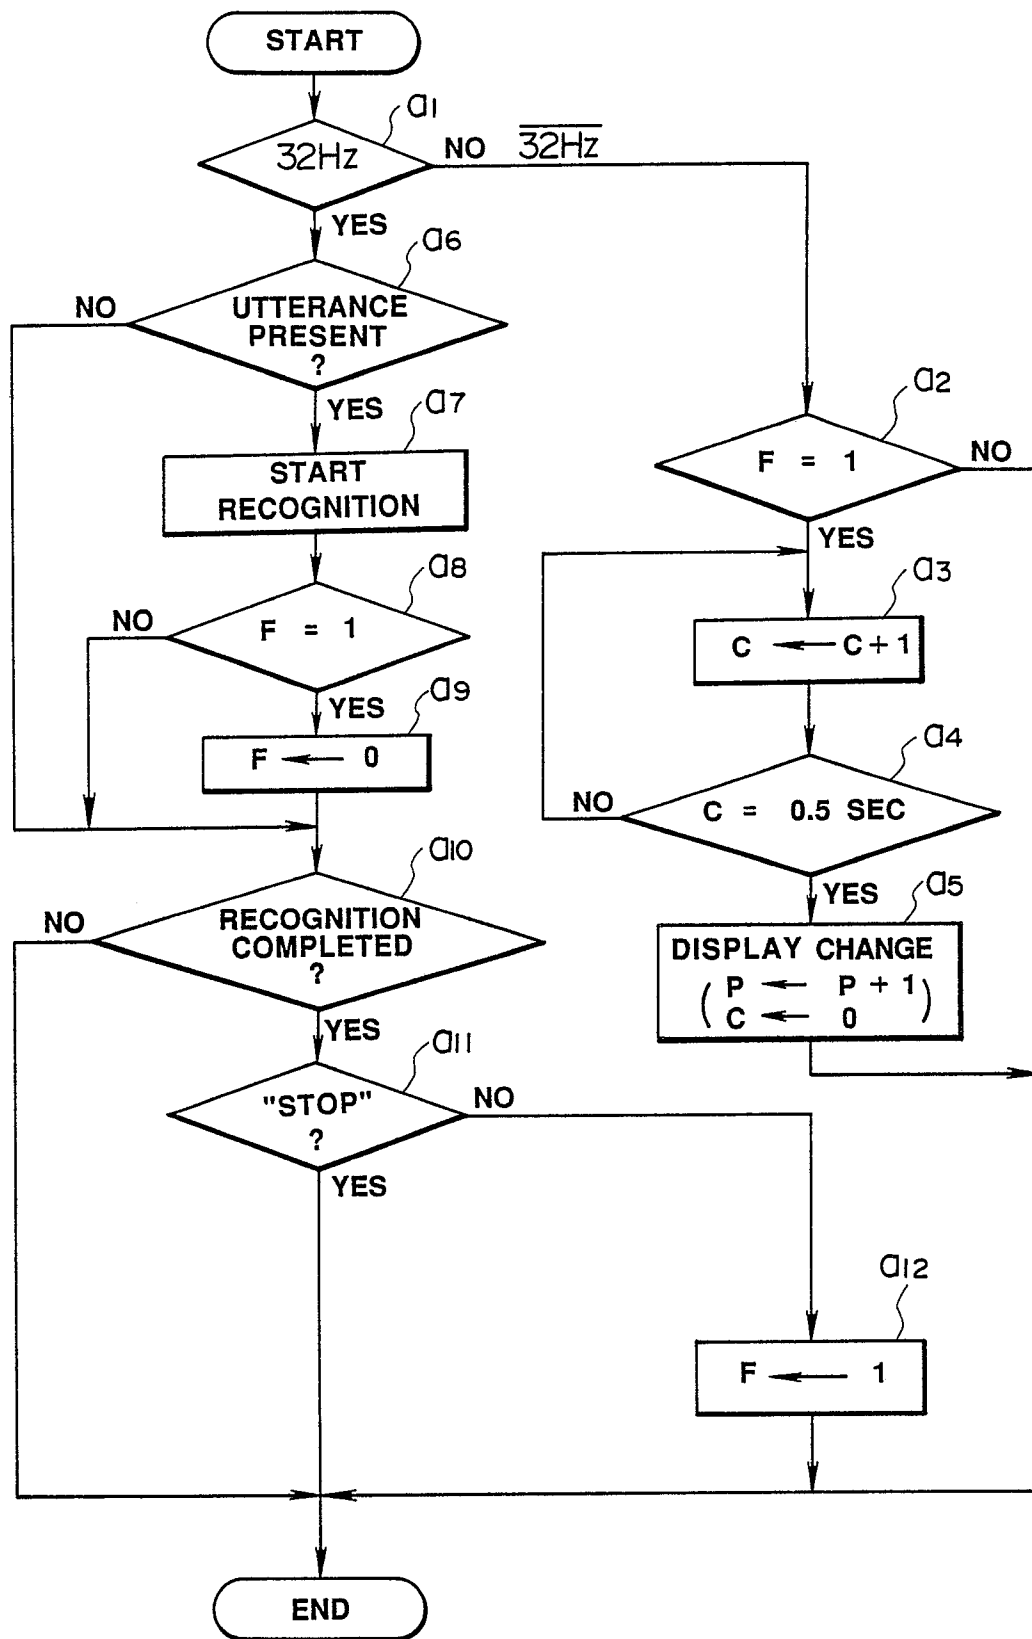 START
a1
32Hz
NO
32Hz
YES
a6
NO
UTTERANCE
PRESENT
?
YES
a7
START
RECOGNITION
a8
NO
F = 1
YES
a9
F ← 0
a10
NO
RECOGNITION
COMPLETED
?
YES
a11
"STOP"
?
NO
YES
a2
F = 1
NO
YES
a3
C ← C + 1
a4
NO
C = 0.5 SEC
YES
a5
DISPLAY CHANGE
( P ← P + 1
C ← 0 )
a12
F ← 1
END